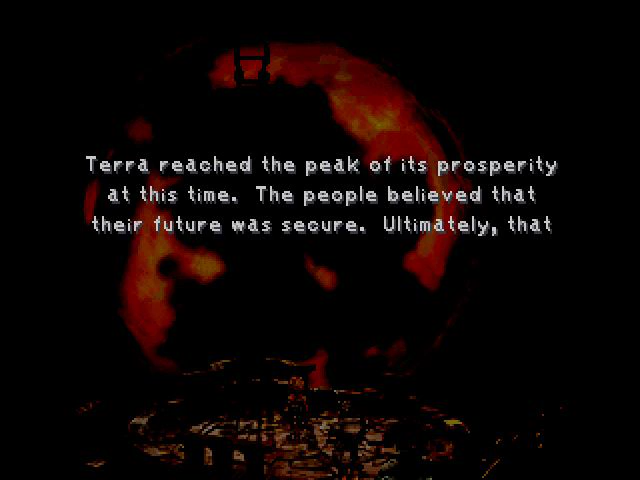 Terra reached the peak of its prosperity
at this time. The people believed that
their future was secure. Ultimately, that